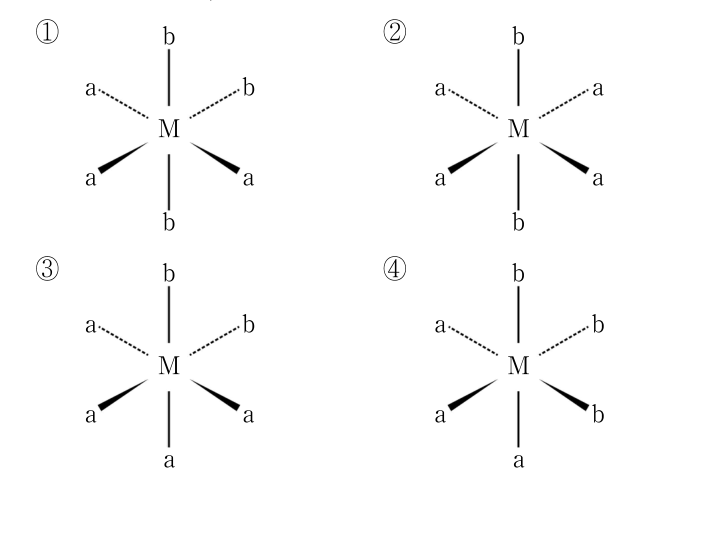 ① b ② b
a b a a
M M
a a a a
b b
③ b ④ b
a b a b
M M
a a a b
a a